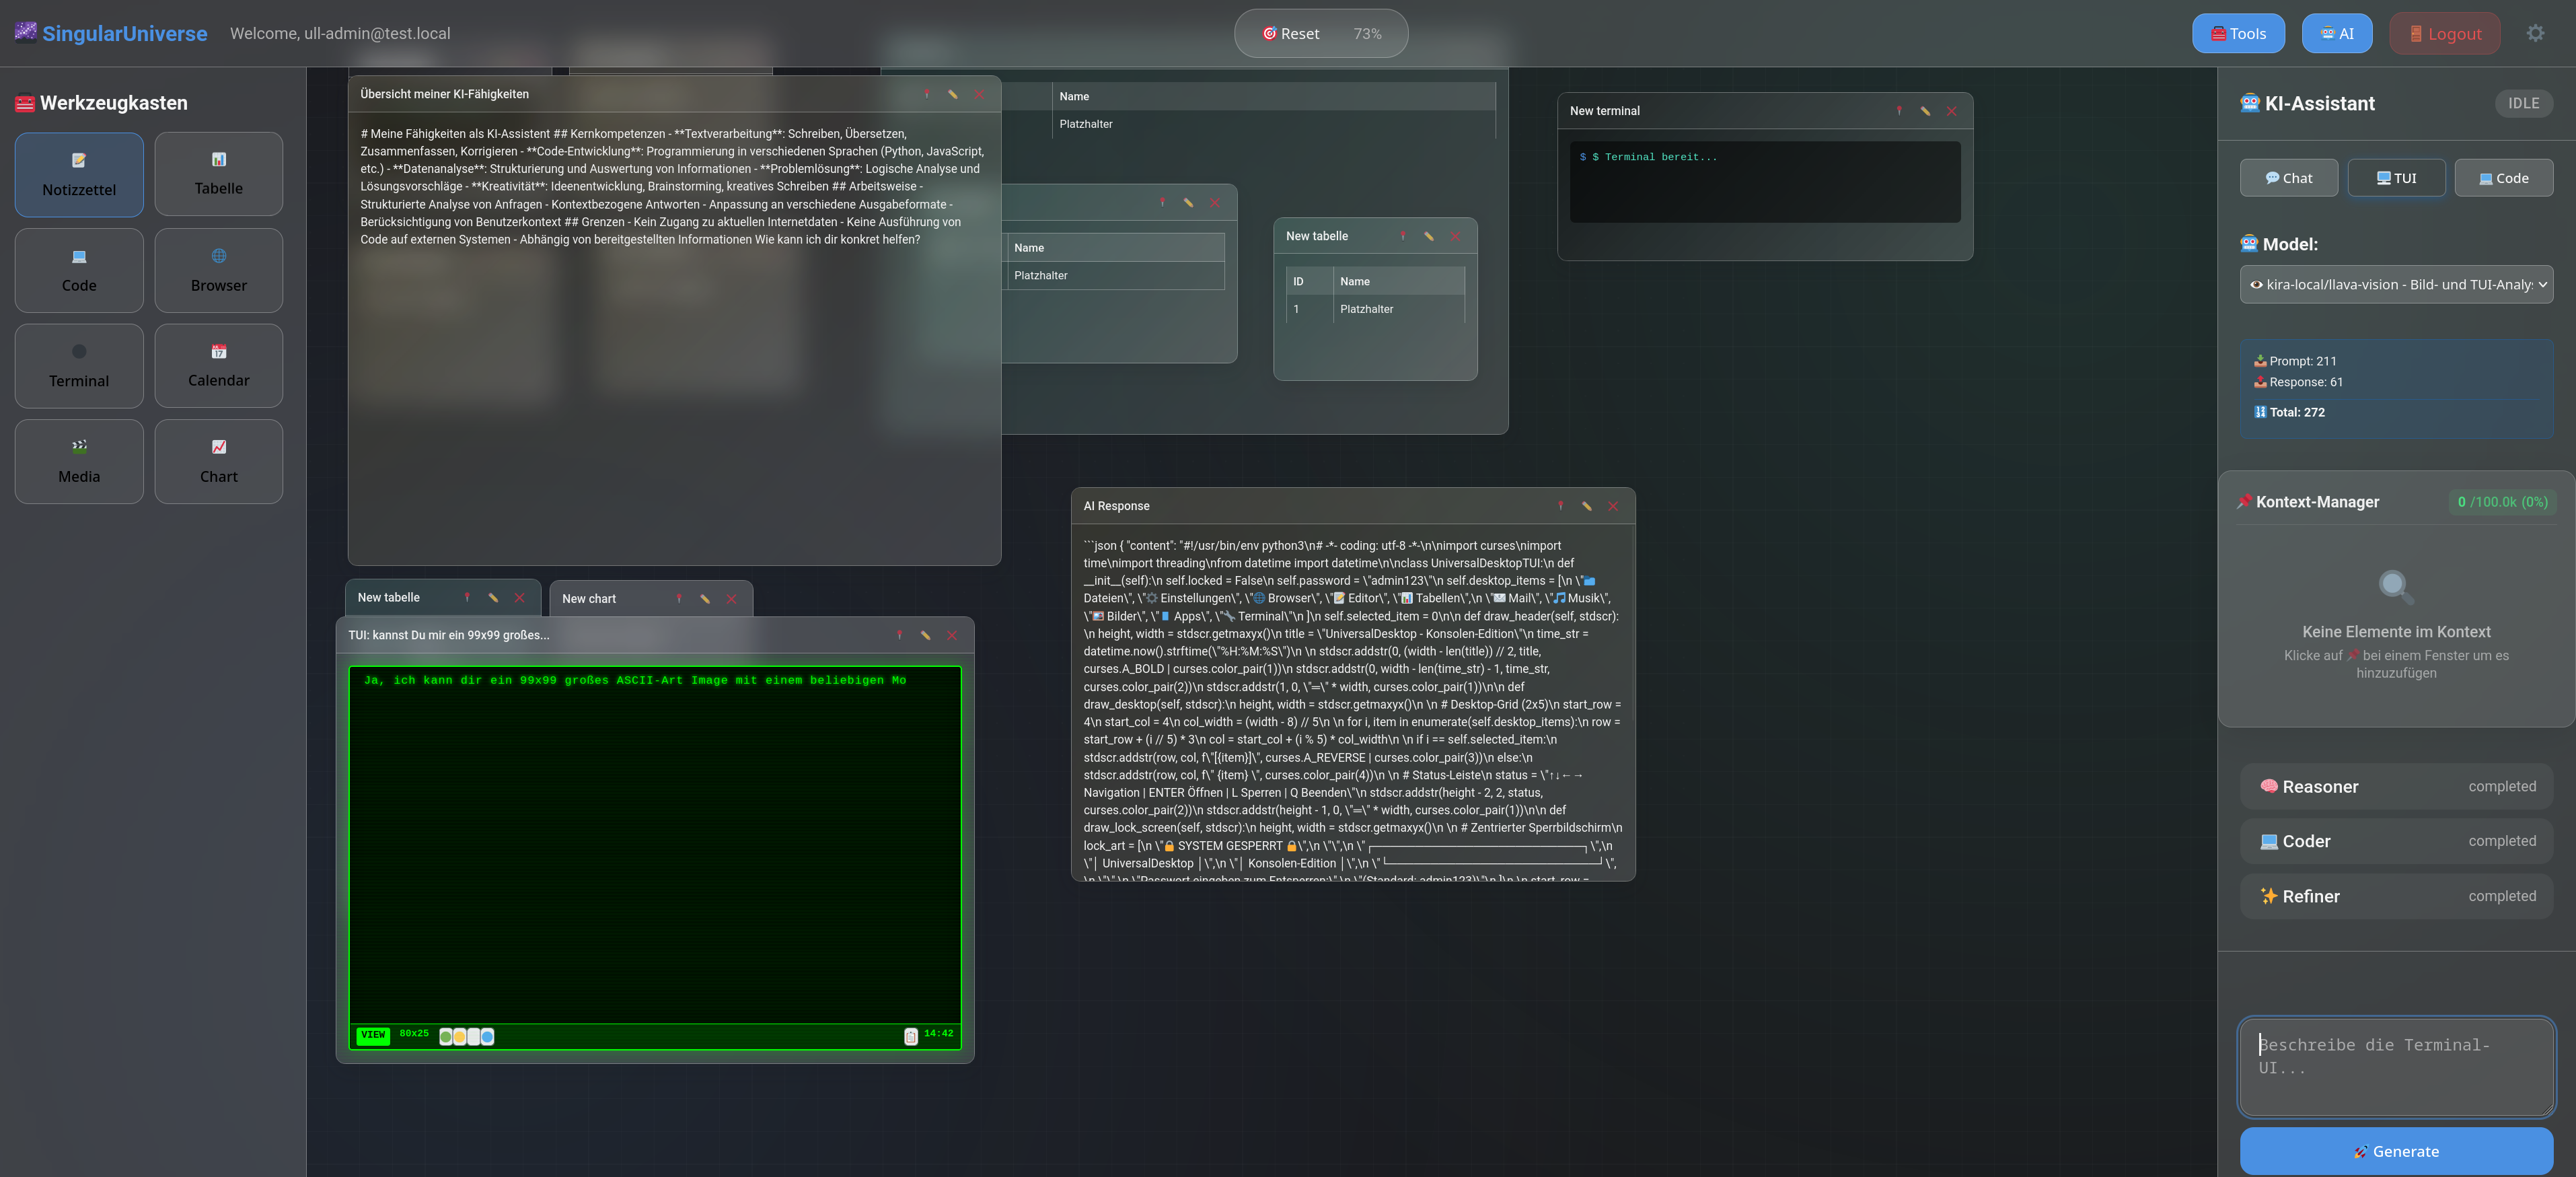 SingularUniverse
Welcome, ull-admin@test.local
Reset 73%
Tools
AI
Logout
Werkzeugkasten
Notizzettel
Tabelle
Code
Browser
Terminal
Calendar
Media
Chart
Übersicht meiner KI-Fähigkeiten
# Meine Fähigkeiten als KI-Assistent ## Kernkompetenzen - **Textverarbeitung**: Schreiben, Übersetzen,
Zusammenfassen, Korrigieren - **Code-Entwicklung**: Programmierung in verschiedenen Sprachen (Python, JavaScript,
etc.) - **Datenanalyse**: Strukturierung und Auswertung von Informationen - **Problemlösung**: Logische Analyse und
Lösungsvorschläge - **Kreativität**: Ideenentwicklung, Brainstorming, kreatives Schreiben ## Arbeitsweise -
Strukturierte Analyse von Anfragen - Kontextbezogene Antworten - Anpassung an verschiedene Ausgabeformate -
Berücksichtigung von Benutzerkontext ## Grenzen - Kein Zugang zu aktuellen Internetdaten - Keine Ausführung von
Code auf externen Systemen - Abhängig von bereitgestellten Informationen Wie kann ich dir konkret helfen?
Name
Platzhalter
Name
Platzhalter
New tabelle
ID Name
1 Platzhalter
New terminal
$ $ Terminal bereit...
New tabelle
New chart
TUI: kannst Du mir ein 99x99 großes...
Ja, ich kann dir ein 99x99 großes ASCII-Art Image mit einem beliebigen Mo
VIEW 80x25 14:42
AI Response
```json { "content": "#!/usr/bin/env python3\n# -*- coding: utf-8 -*-\n\nimport curses\nimport
time\nimport threading\nfrom datetime import datetime\n\nclass UniversalDesktopTUI:\n def
__init__(self):\n self.locked = False\n self.password = \"admin123\"\n self.desktop_items = [\n \"📁
Dateien\", \"⚙️ Einstellungen\", \"🌐 Browser\", \"📝 Editor\", \"📊 Tabellen\",\n \"📧 Mail\", \"🎵 Musik\",
\"🖼️ Bilder\", \"📱 Apps\", \"🔧 Terminal\"\n ]\n self.selected_item = 0\n\n def draw_header(self, stdscr):
\n height, width = stdscr.getmaxyx()\n title = \"UniversalDesktop - Konsolen-Edition\"\n time_str =
datetime.now().strftime(\"%H:%M:%S\")\n \n stdscr.addstr(0, (width - len(title)) // 2, title,
curses.A_BOLD | curses.color_pair(1))\n stdscr.addstr(0, width - len(time_str) - 1, time_str,
curses.color_pair(2))\n stdscr.addstr(1, 0, \"═\" * width, curses.color_pair(1))\n\n def
draw_desktop(self, stdscr):\n height, width = stdscr.getmaxyx()\n \n # Desktop-Grid (2x5)\n start_row =
4\n start_col = 4\n col_width = (width - 8) // 5\n \n for i, item in enumerate(self.desktop_items):\n row =
start_row + (i // 5) * 3\n col = start_col + (i % 5) * col_width\n \n if i == self.selected_item:\n
stdscr.addstr(row, col, f\"[{item}]\", curses.A_REVERSE | curses.color_pair(3))\n else:\n
stdscr.addstr(row, col, f\" {item} \", curses.color_pair(4))\n \n # Status-Leiste\n status = \"↑↓←→
Navigation | ENTER Öffnen | L Sperren | Q Beenden\"\n stdscr.addstr(height - 2, 2, status,
curses.color_pair(2))\n stdscr.addstr(height - 1, 0, \"═\" * width, curses.color_pair(1))\n\n def
draw_lock_screen(self, stdscr):\n height, width = stdscr.getmaxyx()\n \n # Zentrierter Sperrbildschirm\n
lock_art = [\n \"🔒 SYSTEM GESPERRT 🔒\",\n \"\",\n \"┌─────────────────────────┐\",\n
\"│ UniversalDesktop │\",\n \"│ Konsolen-Edition │\",\n \"└─────────────────────────┘\",
\n \"\",\n \"Passwort eingeben zum Entsperren:\",\n \"(Standard: admin123)\"\n ]\n \n start_row =
KI-Assistant IDLE
Chat
TUI
Code
Model:
kira-local/llava-vision - Bild- und TUI-Analy
Prompt: 211
Response: 61
Total: 272
Kontext-Manager 0 /100.0k (0%)
Keine Elemente im Kontext
Klicke auf 📌 bei einem Fenster um es
hinzuzufügen
Reasoner completed
Coder completed
Refiner completed
Beschreibe die Terminal-
UI...
Generate